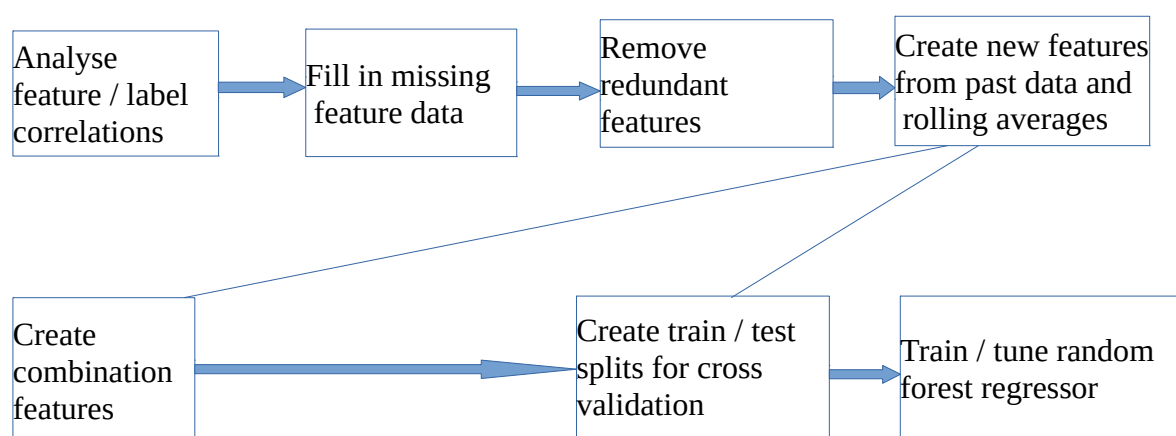 Analyse
feature / label
correlations
Fill in missing
feature data
Remove
redundant
features
Create new features
from past data and
rolling averages
Create
combination
features
Create train / test
splits for cross
validation
Train / tune random
forest regressor